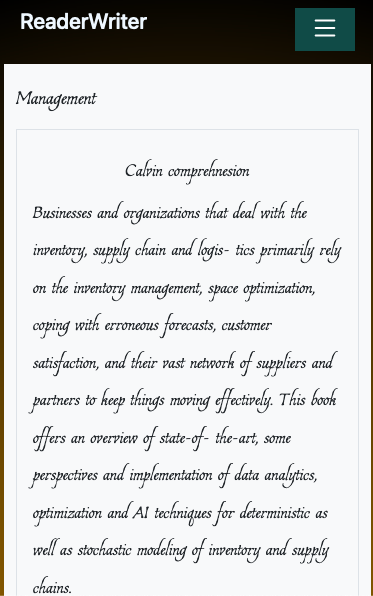 ReaderWriter
Management
Calvin comprehnesion
Businesses and organizations that deal with the
inventory, supply chain and logis- tics primarily rely
on the inventory management, space optimization,
coping with erroneous forecasts, customer
satisfaction, and their vast network of suppliers and
partners to keep things moving effectively. This book
offers an overview of state-of- the-art, some
perspectives and implementation of data analytics,
optimization and AI techniques for deterministic as
well as stochastic modeling of inventory and supply
chains.